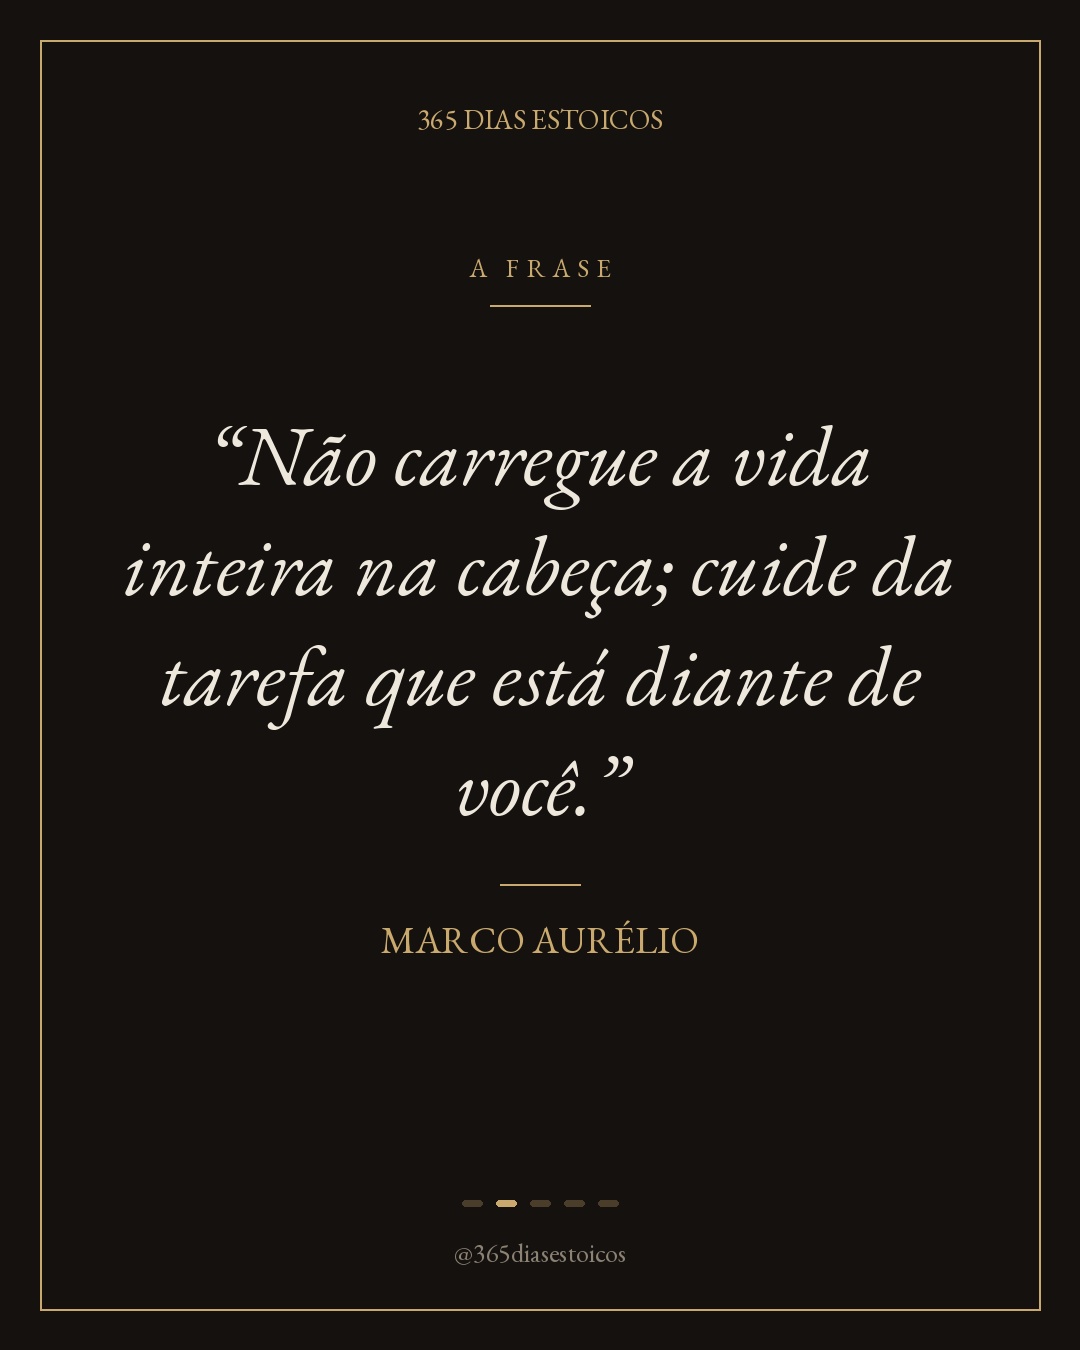 365 DIAS ESTOICOS
A FRASE
“Não carregue a vida
inteira na cabeça; cuide da
tarefa que está diante de
você.”
MARCO AURÉLIO
@365diasestoicos